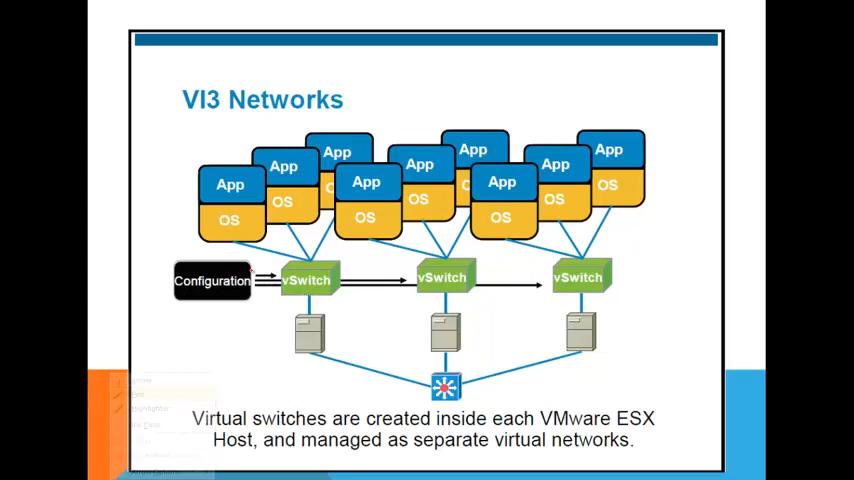 VI3 Networks
App
App
App
App
App
App
App
App
App
OS
OS
OS
OS
OS
OS
Configuration
vSwitch
vSwitch
vSwitch
Virtual switches are created inside each VMware ESX
Host, and managed as separate virtual networks.